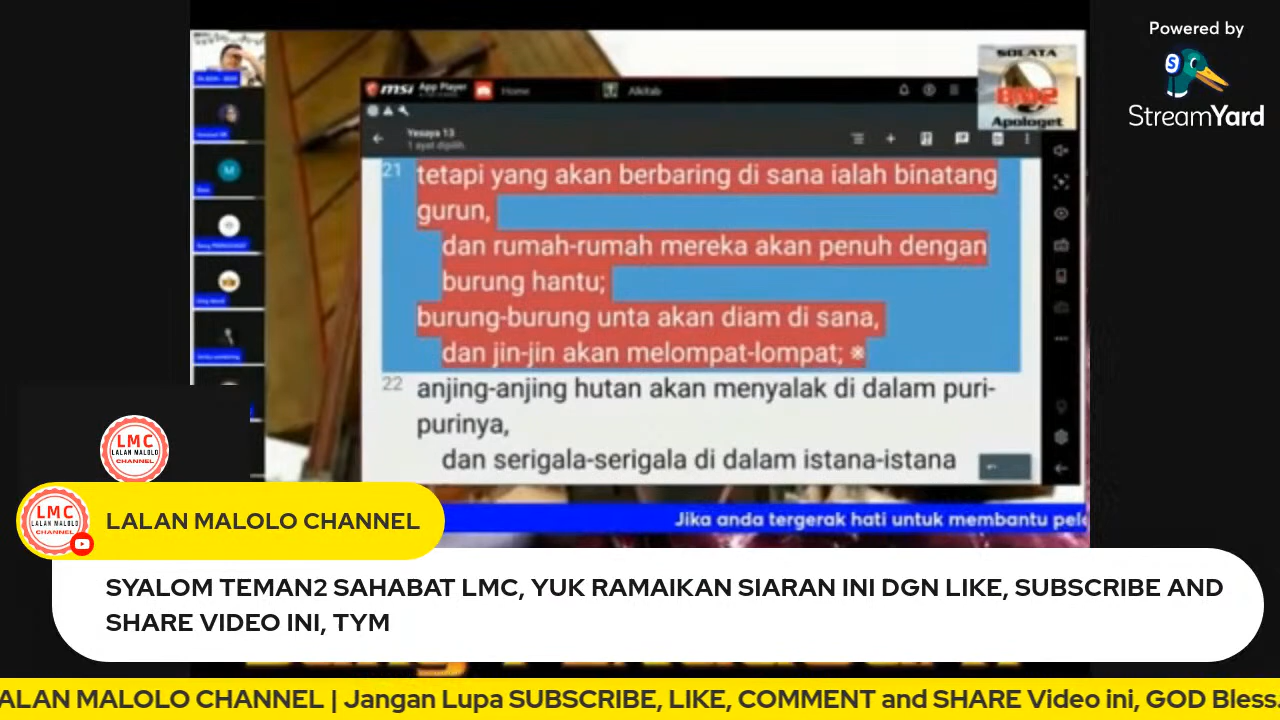 Powered by
StreamYard
SOLATA
Apologet
msi App Player
Home
Alkitab
Yesaya 13
1 ayat dipilih
21 tetapi yang akan berbaring di sana ialah binatang
gurun,
dan rumah-rumah mereka akan penuh dengan
burung hantu;
burung-burung unta akan diam di sana,
dan jin-jin akan melompat-lompat; ※
22 anjing-anjing hutan akan menyalak di dalam puri-
purinya,
dan serigala-serigala di dalam istana-istana
LMC
LALAN MALOLO
CHANNEL
Jika anda tergerak hati untuk membantu pel
LMC
LALAN MALOLO
CHANNEL
LALAN MALOLO CHANNEL
SYALOM TEMAN2 SAHABAT LMC, YUK RAMAIKAN SIARAN INI DGN LIKE, SUBSCRIBE AND
SHARE VIDEO INI, TYM
ALAN MALOLO CHANNEL | Jangan Lupa SUBSCRIBE, LIKE, COMMENT and SHARE Video ini, GOD Bless.